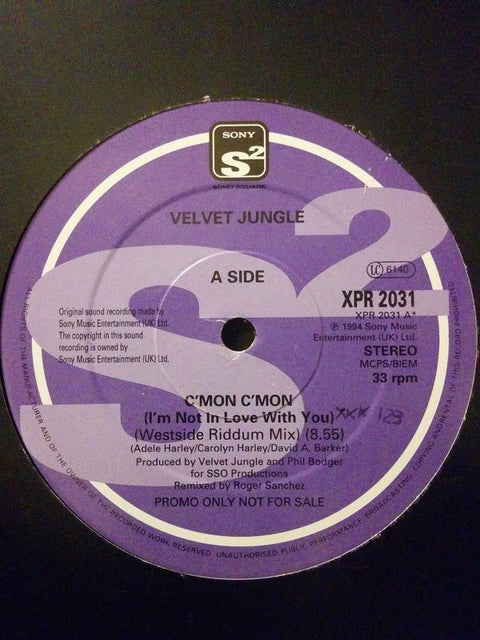 SONY
S²
SOHO SQUARE
S²
VELVET JUNGLE
A SIDE
LC 6140
XPR 2031
XPR 2031 A*
℗ 1994 Sony Music
Entertainment (UK) Ltd.
STEREO
MCPS/BIEM
33 rpm
Original sound recording made by
Sony Music Entertainment (UK) Ltd.
The copyright in this sound
recording is owned by
Sony Music Entertainment (UK) Ltd.
C'MON C'MON
(I'm Not In Love With You) XXX 123
(Westside Riddum Mix) (8.55)
(Adele Harley/Carolyn Harley/David A. Barker)
Produced by Velvet Jungle and Phil Bodger
for SSO Productions
Remixed by Roger Sanchez
PROMO ONLY NOT FOR SALE
ALL RIGHTS OF THE MANUFACTURER AND OF THE OWNER OF THE RECORDED WORK RESERVED. UNAUTHORISED PUBLIC PERFORMANCE, BROADCASTING, COPYING AND RENTAL OF THIS RECORD PROHIBITED